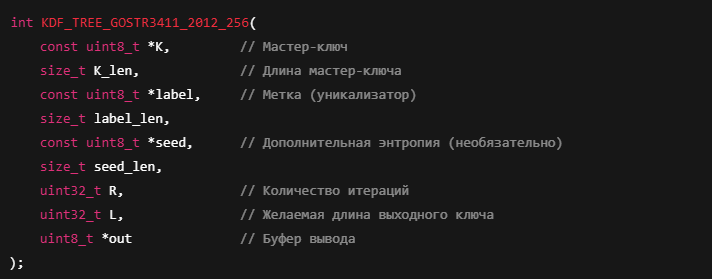 int KDF_TREE_GOSTR3411_2012_256(
const uint8_t *K, // Мастер-ключ
size_t K_len, // Длина мастер-ключа
const uint8_t *label, // Метка (уникализатор)
size_t label_len,
const uint8_t *seed, // Дополнительная энтропия (необязательно)
size_t seed_len,
uint32_t R, // Количество итераций
uint32_t L, // Желаемая длина выходного ключа
uint8_t *out // Буфер вывода
);